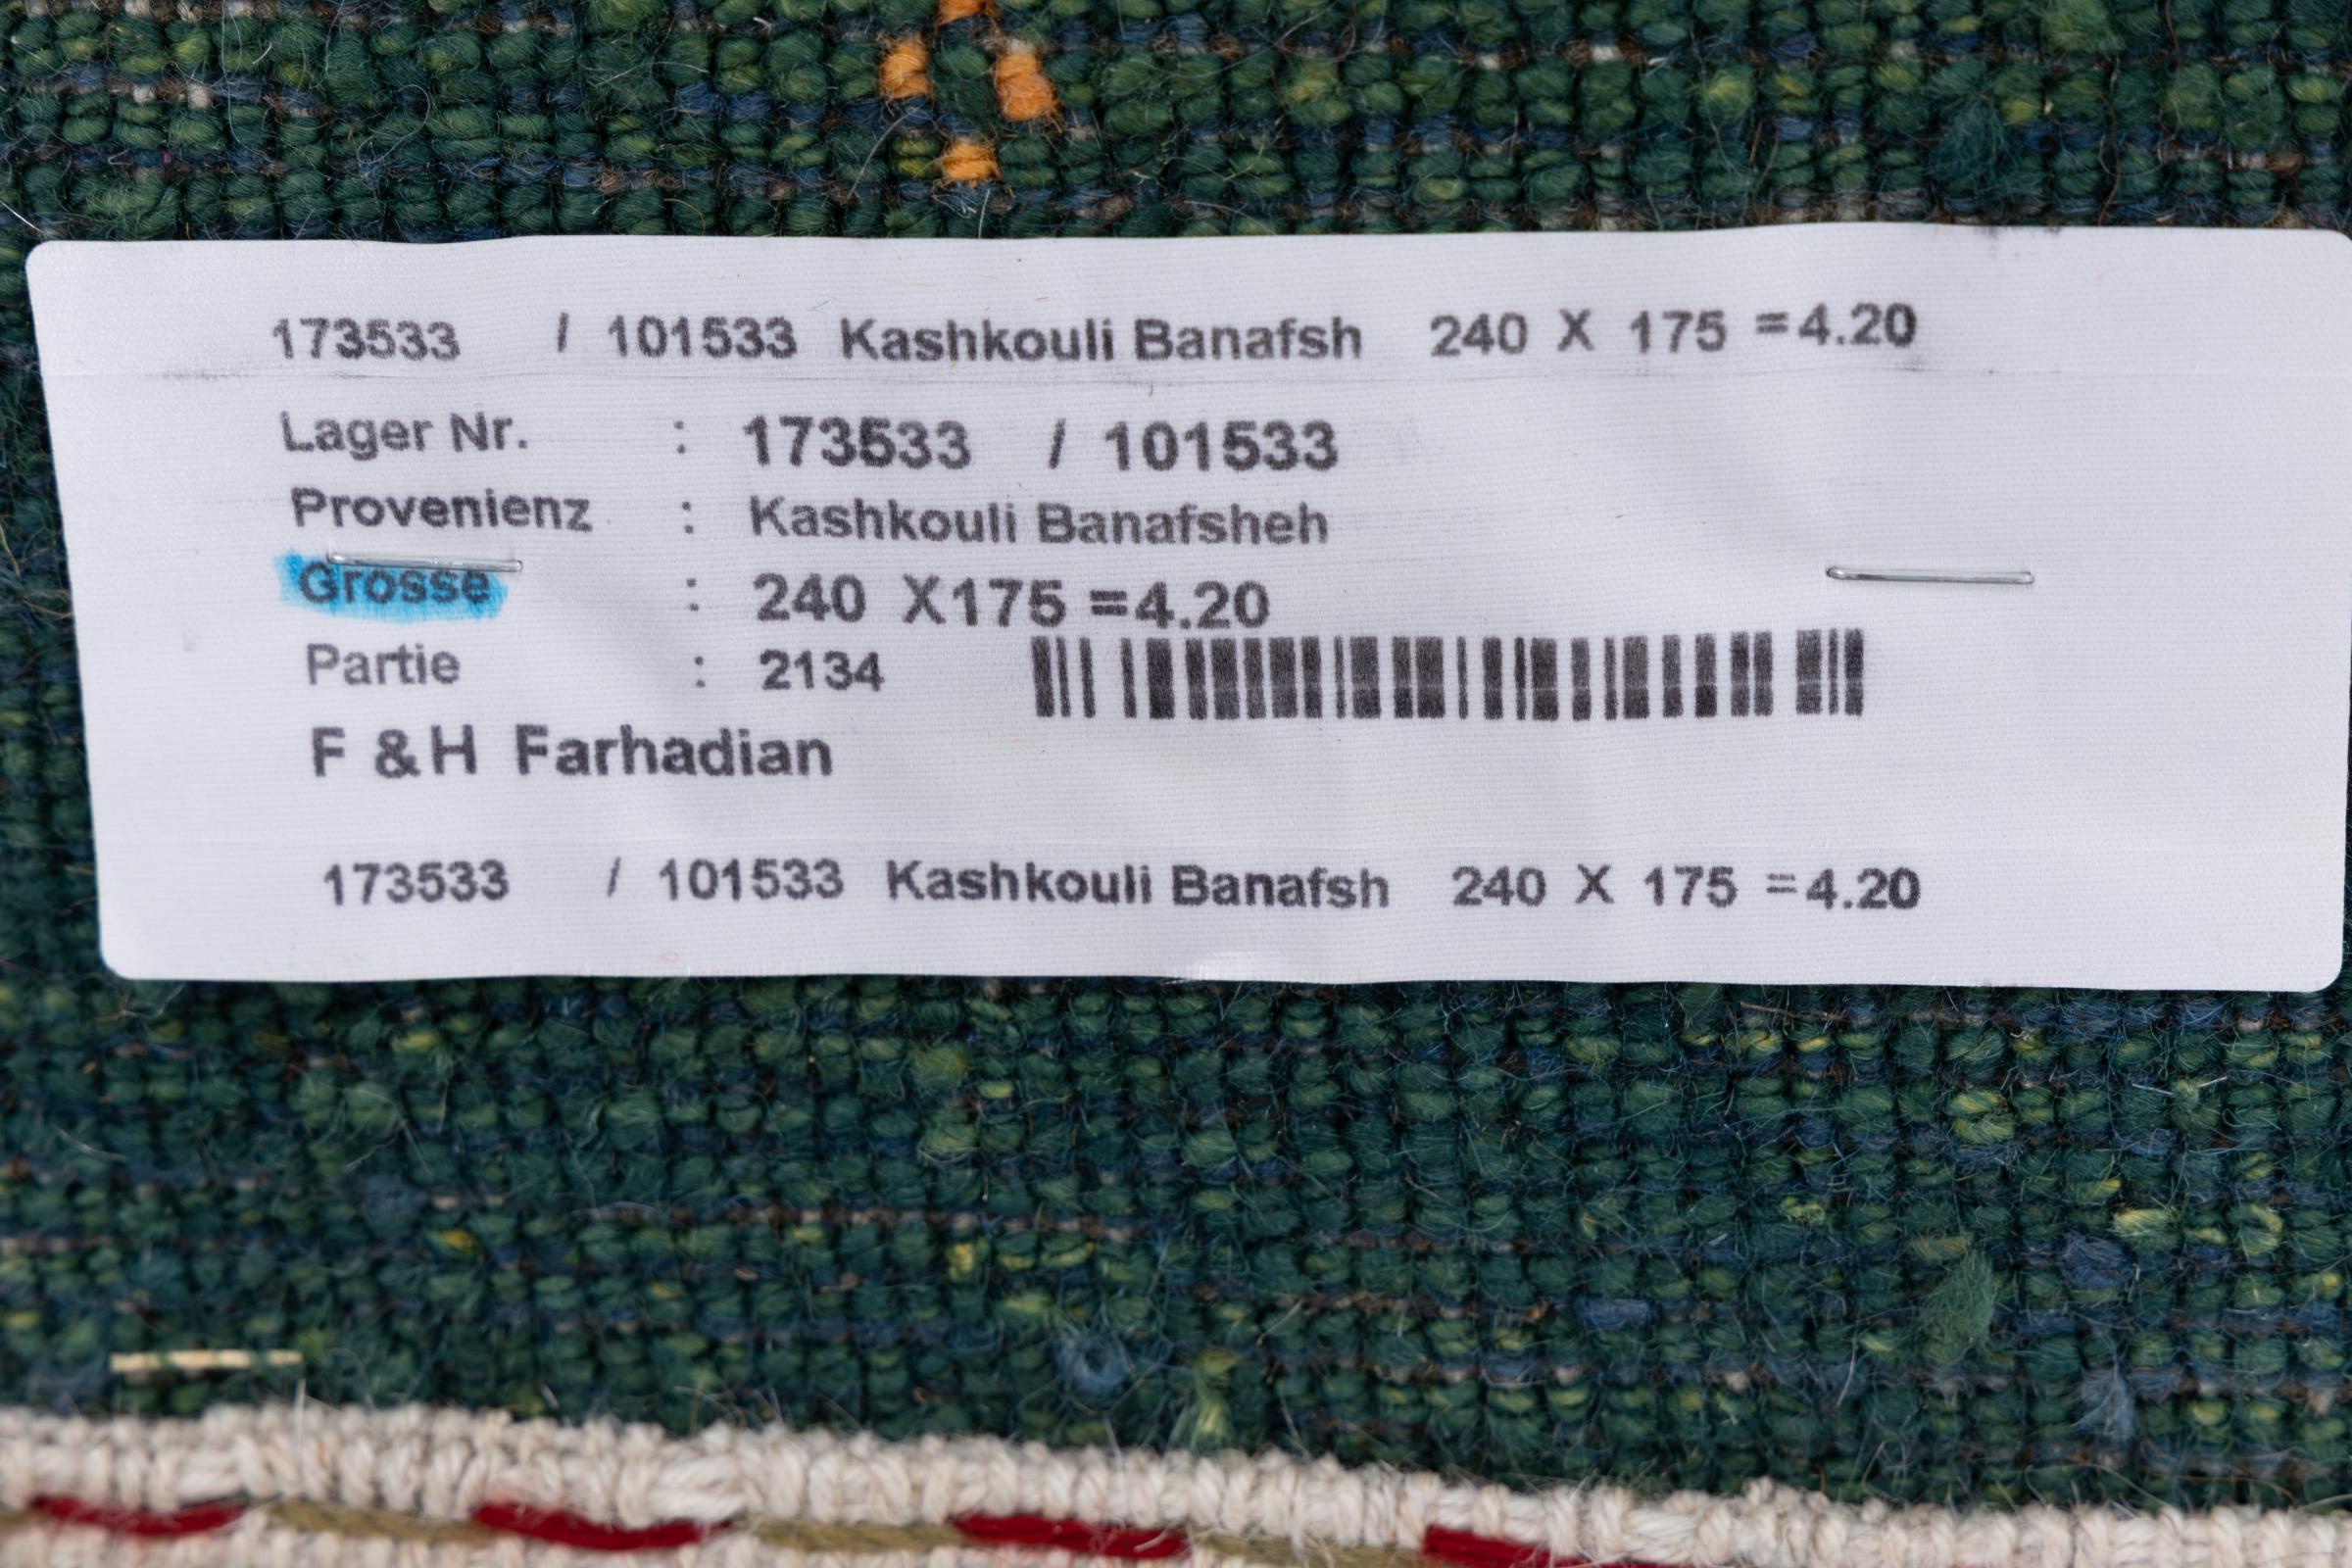 173533 / 101533 Kashkouli Banafsh 240 X 175 =4.20
Lager Nr. : 173533 / 101533
Provenienz : Kashkouli Banafsheh
Grosse : 240 X175 =4.20
Partie : 2134
F &H Farhadian
173533 / 101533 Kashkouli Banafsh 240 X 175 =4.20